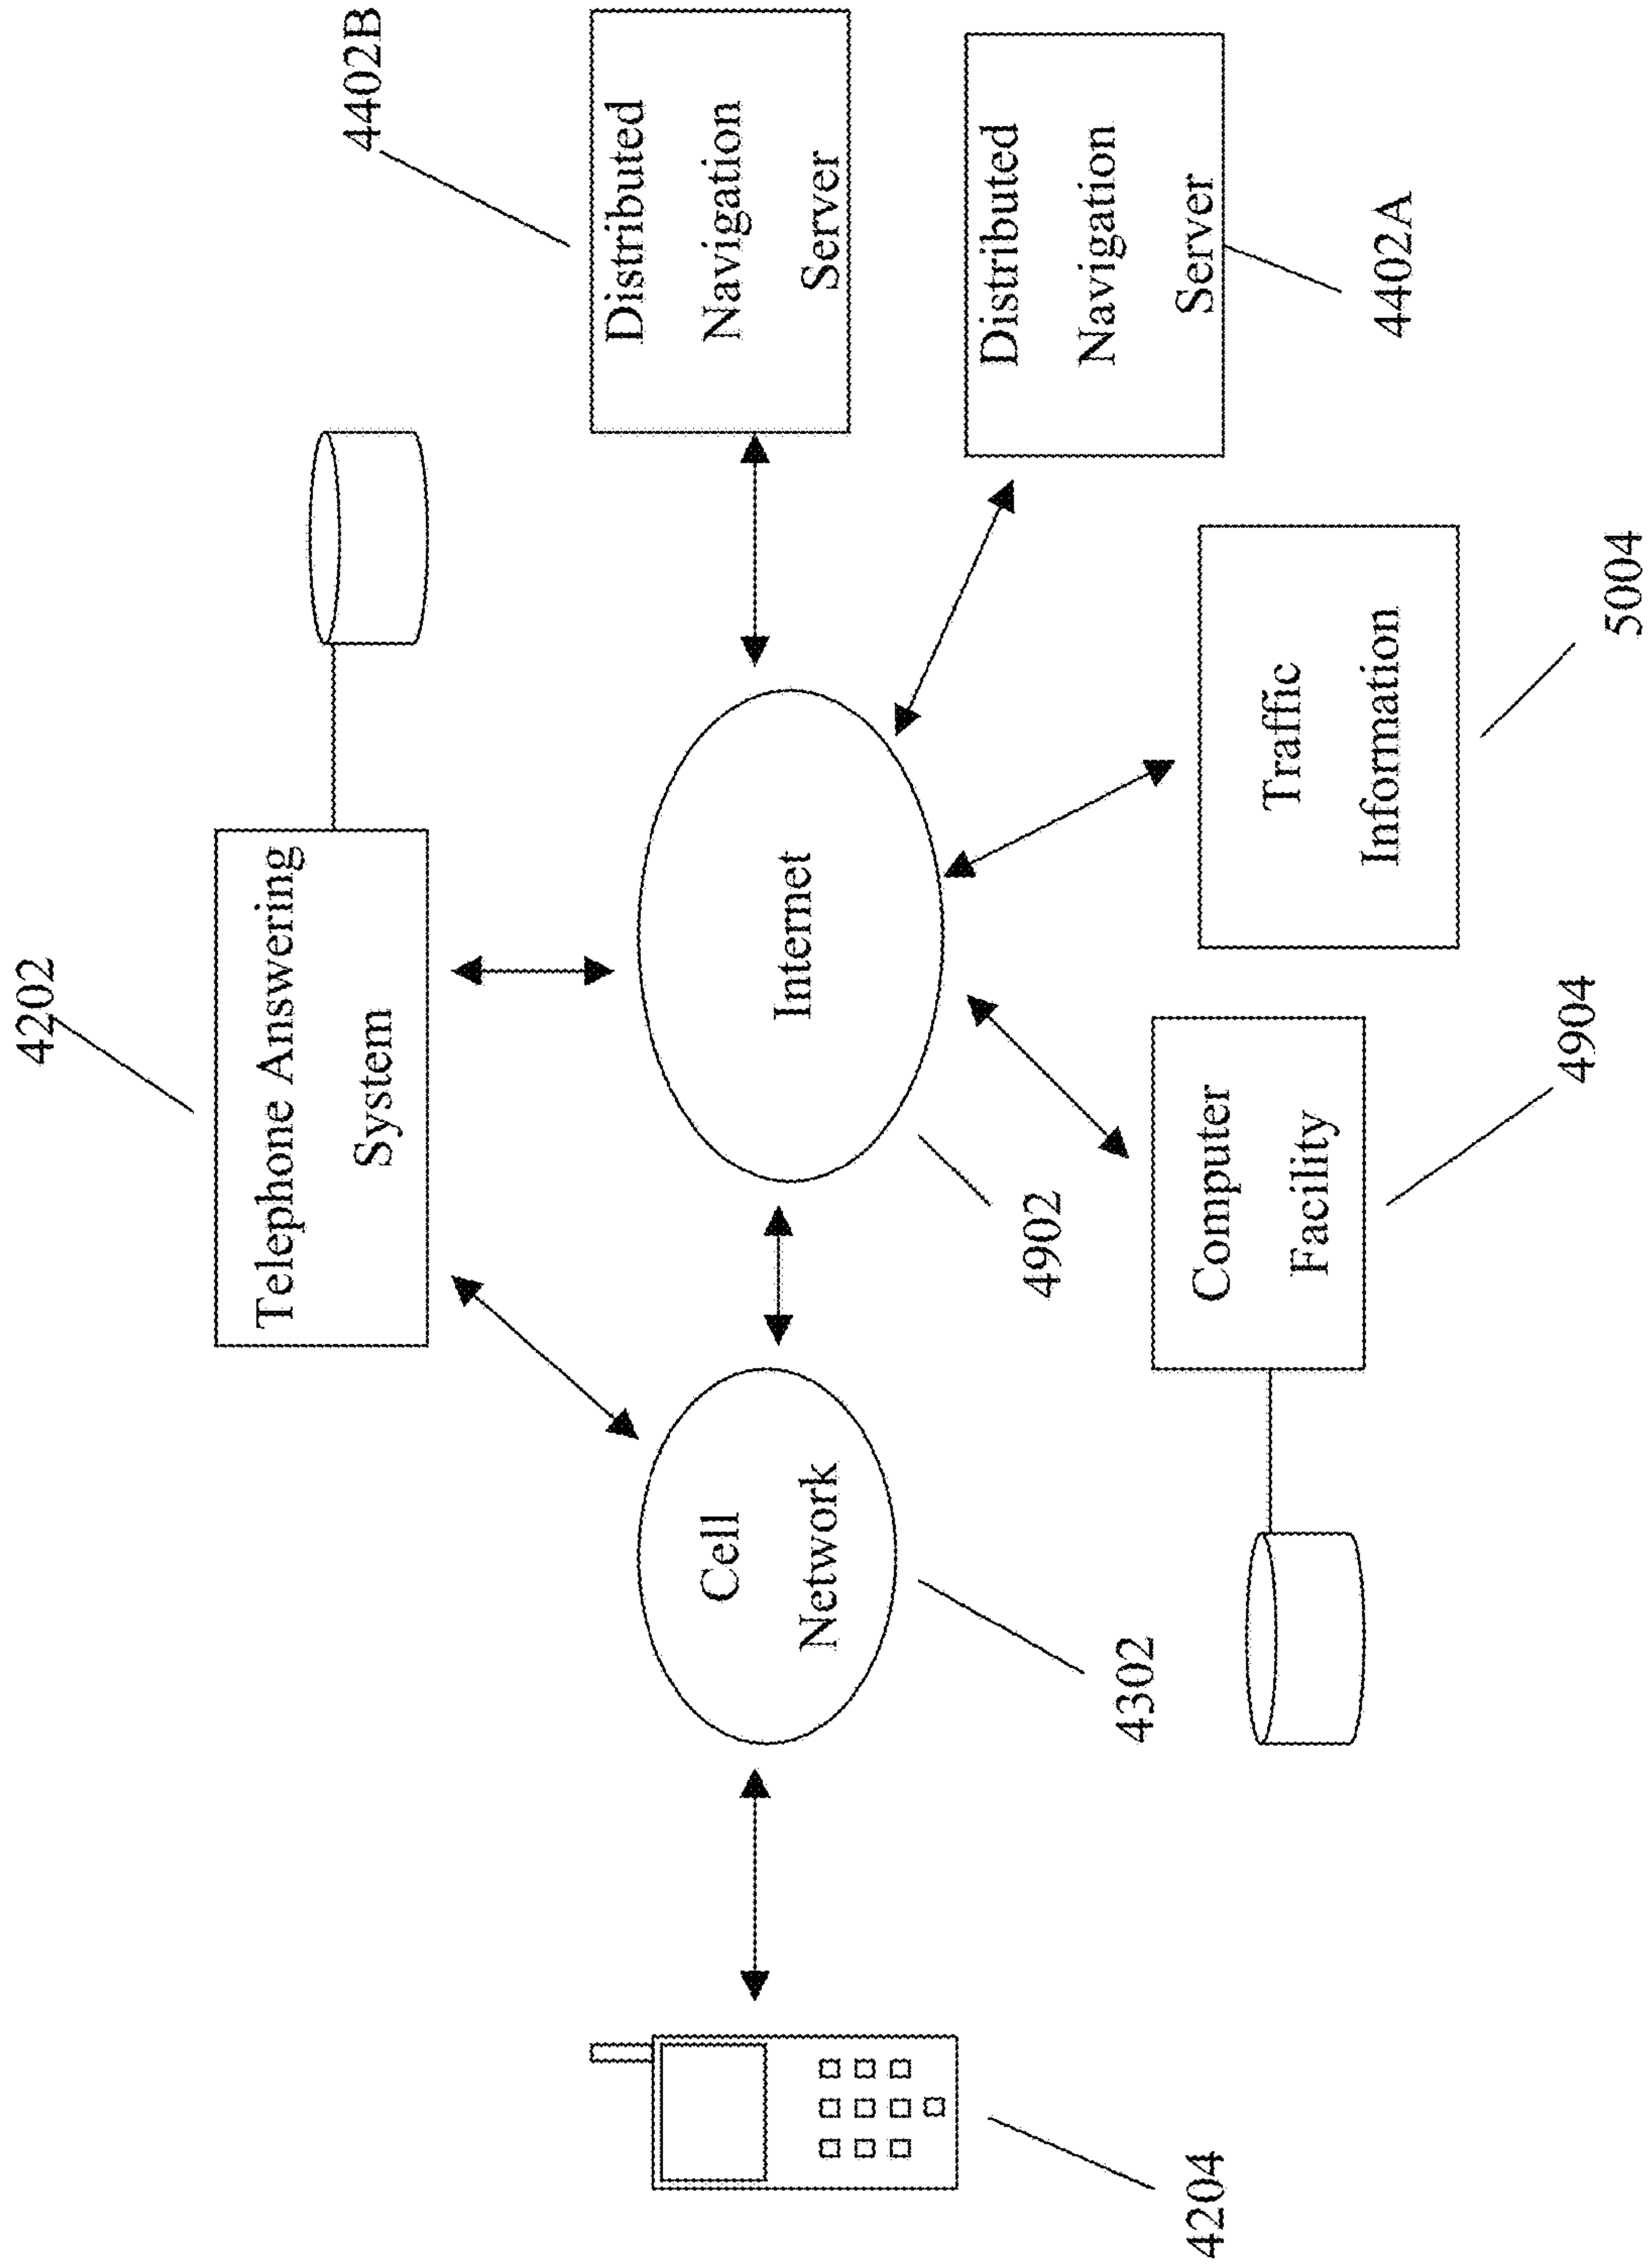 4202
Telephone Answering
System
4402B
Distributed
Navigation
Server
Cell
Network
Internet
Distributed
Navigation
Server
4402A
4204
4302
4902
Computer
Facility
4904
Traffic
Information
5004